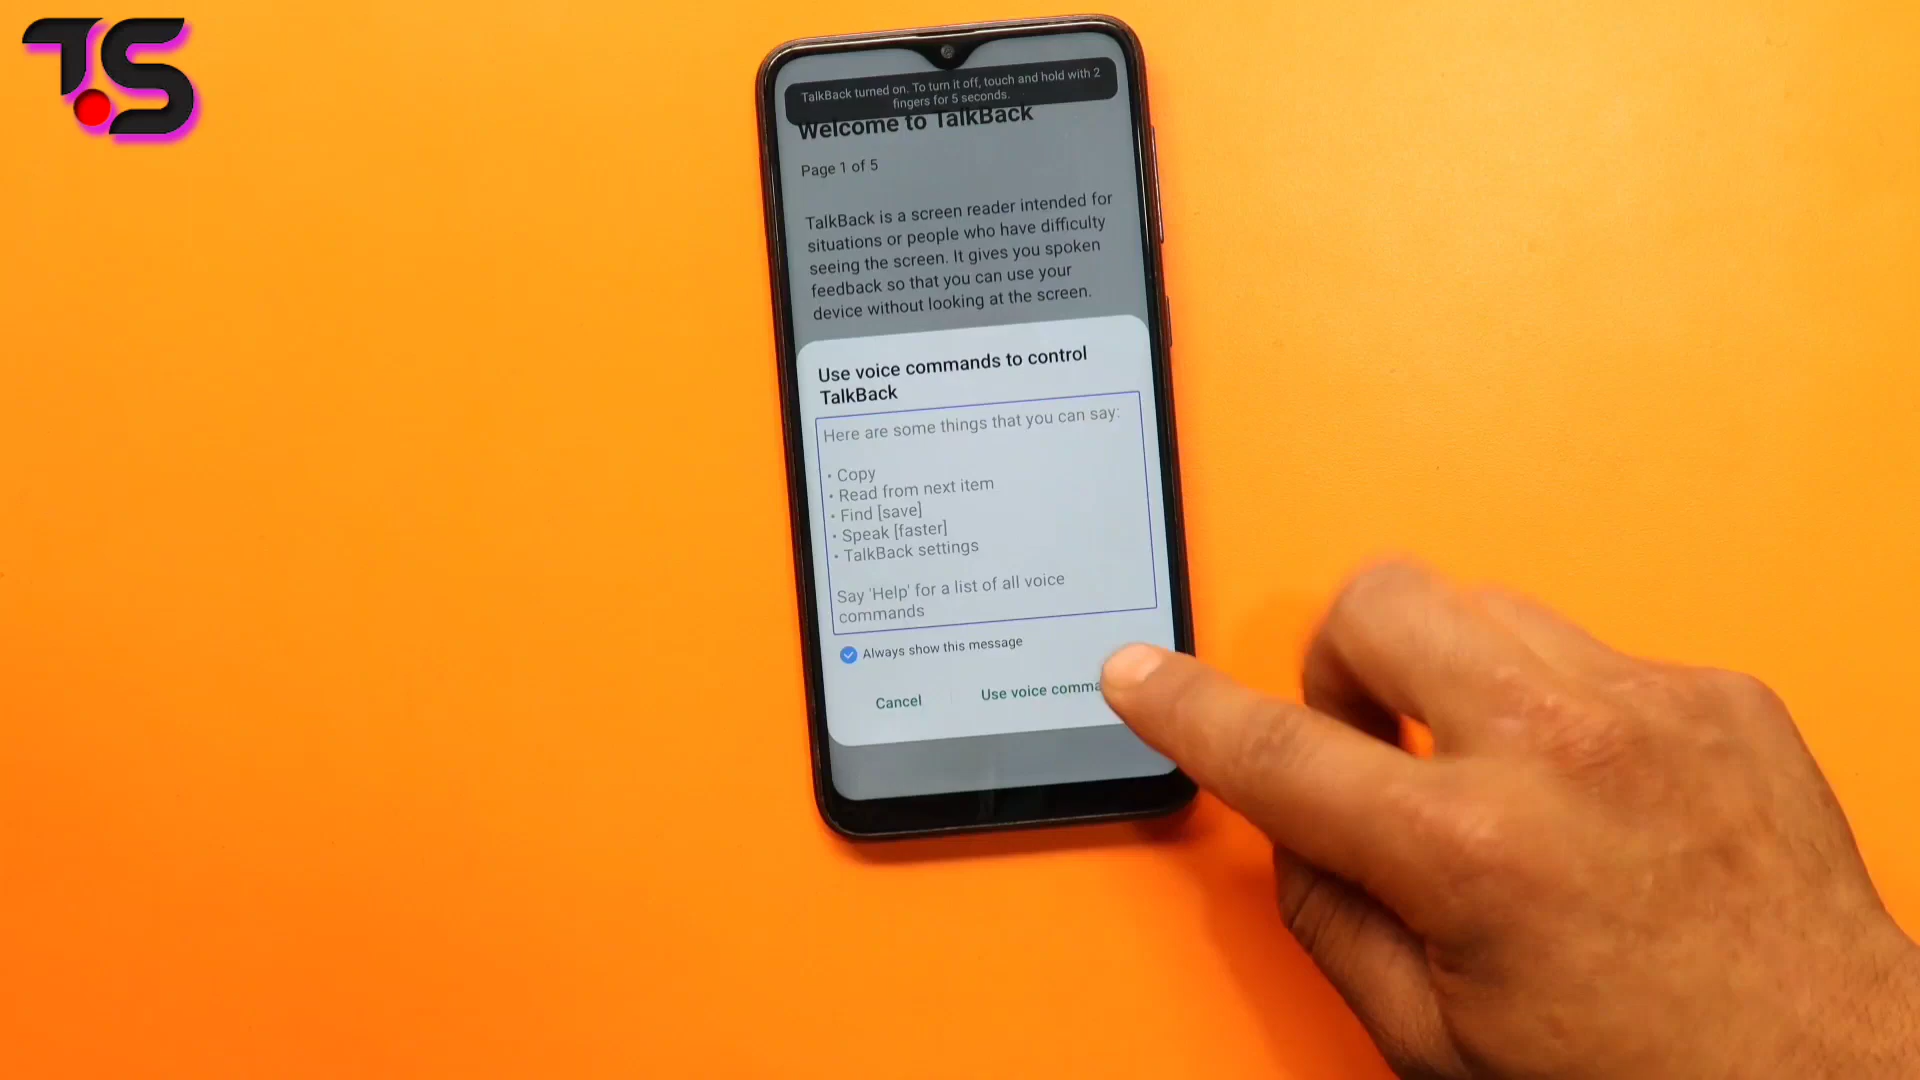 TS
TalkBack turned on. To turn it off, touch and hold with 2
fingers for 5 seconds.
Welcome to TalkBack
Page 1 of 5
TalkBack is a screen reader intended for
situations or people who have difficulty
seeing the screen. It gives you spoken
feedback so that you can use your
device without looking at the screen.
Use voice commands to control
TalkBack
Here are some things that you can say:
• Copy
• Read from next item
• Find [save]
• Speak [faster]
• TalkBack settings
Say 'Help' for a list of all voice
commands
Always show this message
Cancel
Use voice comma